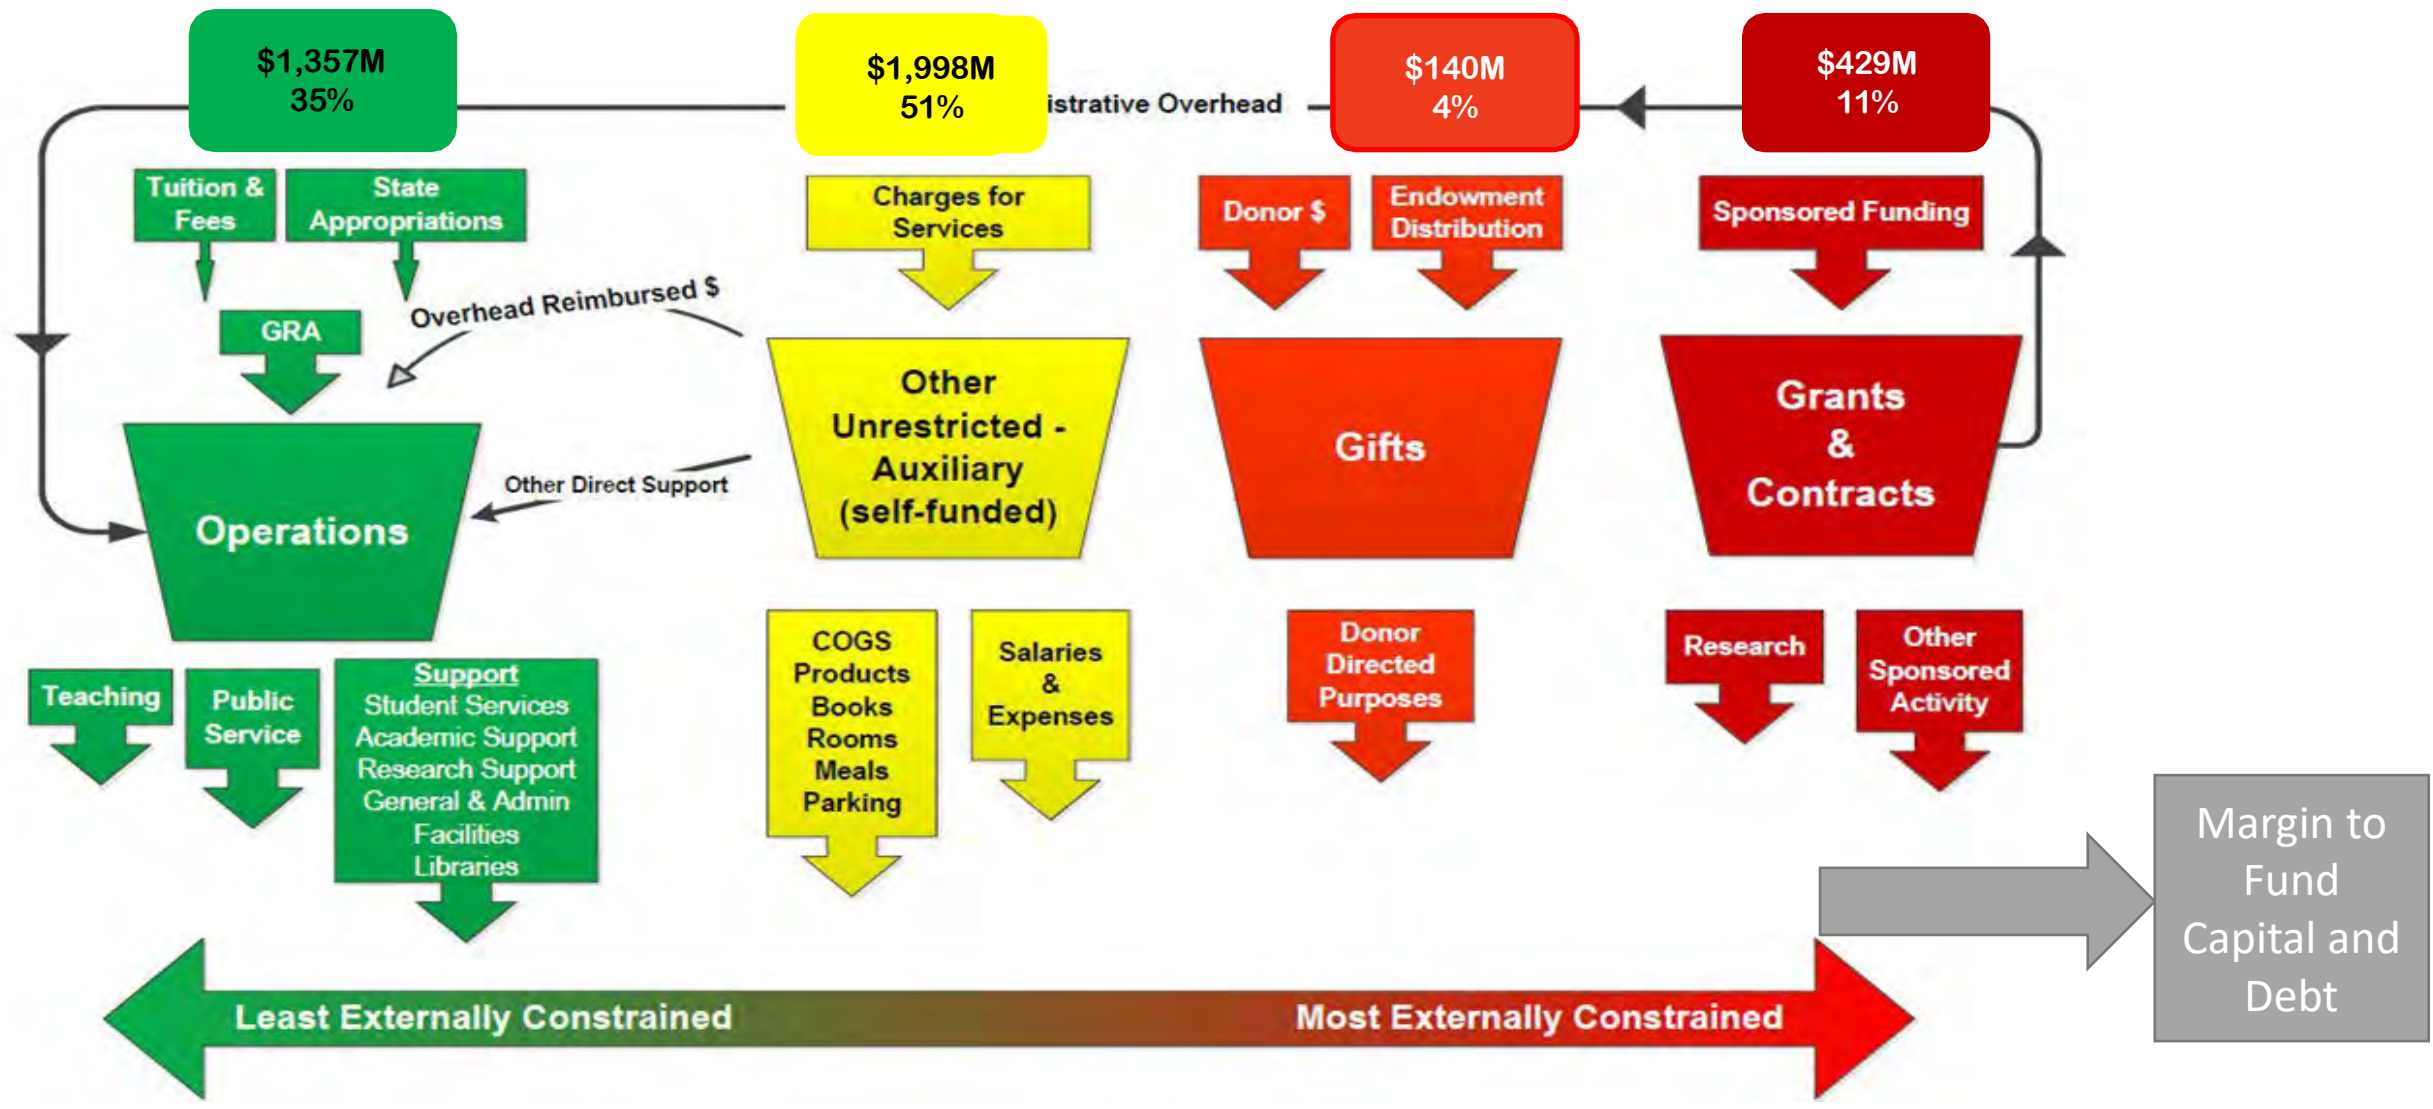 $1,357M
35%
$1,998M
51%
istrative Overhead
$140M
4%
$429M
11%
Tuition &
Fees
State
Appropriations
GRA
Overhead Reimbursed $
Other Direct Support
Operations
Teaching
Public
Service
Support
Student Services
Academic Support
Research Support
General & Admin
Facilities
Libraries
Charges for
Services
Other
Unrestricted -
Auxiliary
(self-funded)
COGS
Products
Books
Rooms
Meals
Parking
Salaries
&
Expenses
Donor $
Endowment
Distribution
Gifts
Donor
Directed
Purposes
Sponsored Funding
Grants
&
Contracts
Research
Other
Sponsored
Activity
Margin to
Fund
Capital and
Debt
Least Externally Constrained
Most Externally Constrained